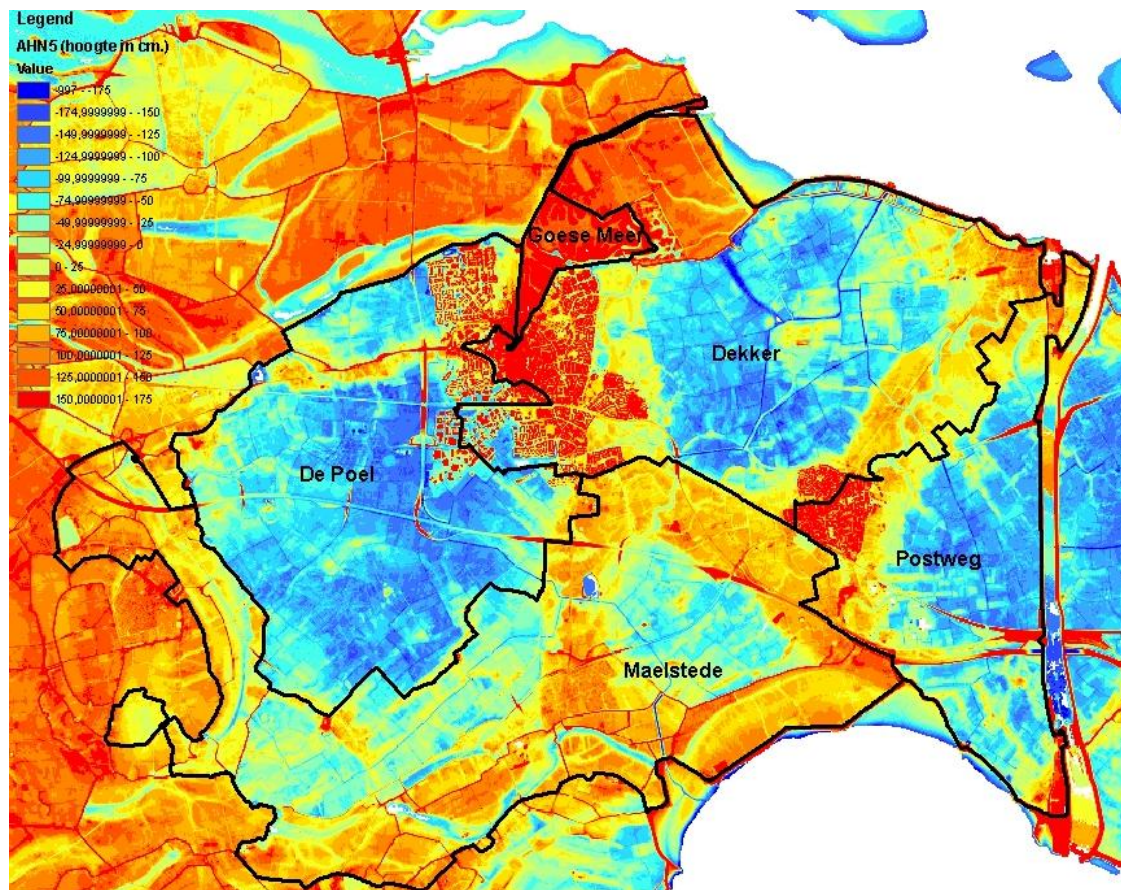 Legend
AHN5 (hoogte in cm.)
Value
-997 - -175
-174,9999999 - -150
-149,9999999 - -125
-124,9999999 - -100
-99,9999999 - -75
-74,99999999 - -50
-49,99999999 - -25
-24,99999999 - 0
0 - 25
25,00000001 - 50
50,00000001 - 75
75,00000001 - 100
100,0000001 - 125
125,0000001 - 150
150,0000001 - 175
Goese Meer
Dekker
De Poel
Postweg
Maelstede